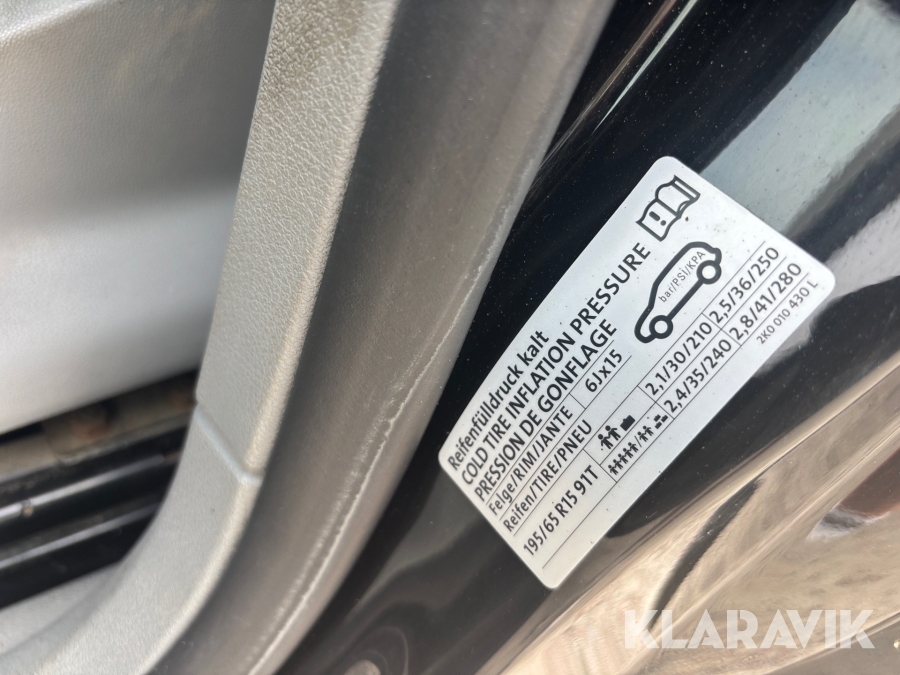 Reifenfülldruck kalt
COLD TIRE INFLATION PRESSURE
PRESSION DE GONFLAGE
bar/PSI/KPA
Felge/RIM/JANTE 6Jx15
Reifen/TIRE/PNEU
195/65 R15 91T
2,1/30/210 2,5/36/250
2,4/35/240 2,8/41/280
2K0 010 430 L
KLARAVIK